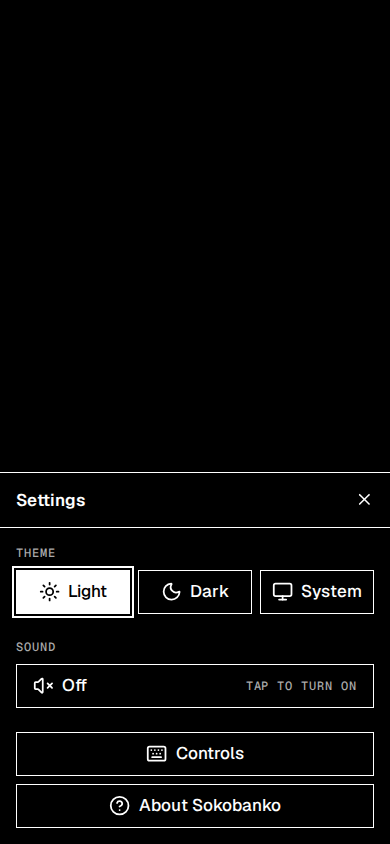 Settings
THEME
Light
Dark
System
SOUND
Off
TAP TO TURN ON
Controls
About Sokobanko